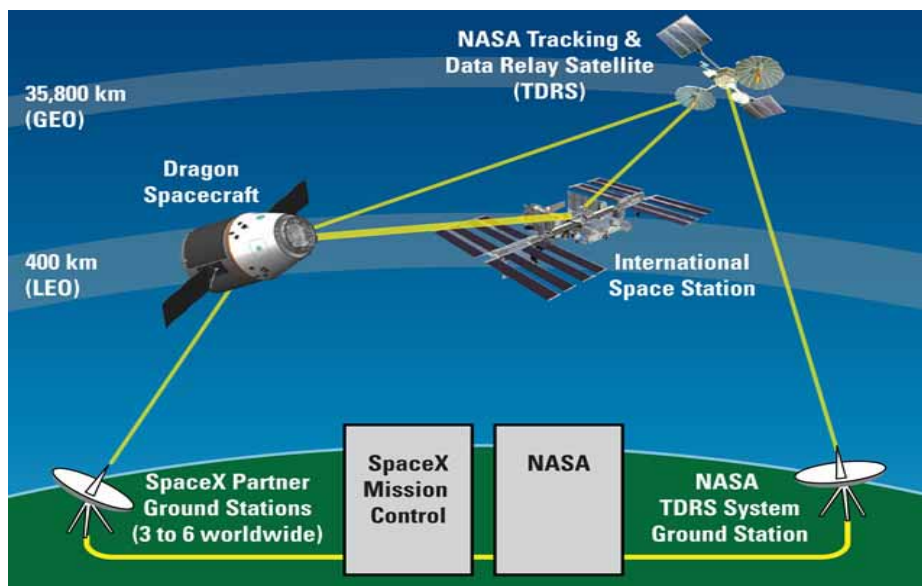 NASA Tracking &
Data Relay Satellite
(TDRS)
35,800 km
(GEO)
Dragon
Spacecraft
400 km
(LEO)
International
Space Station
SpaceX Partner
Ground Stations
(3 to 6 worldwide)
SpaceX
Mission
Control
NASA
NASA
TDRS System
Ground Station